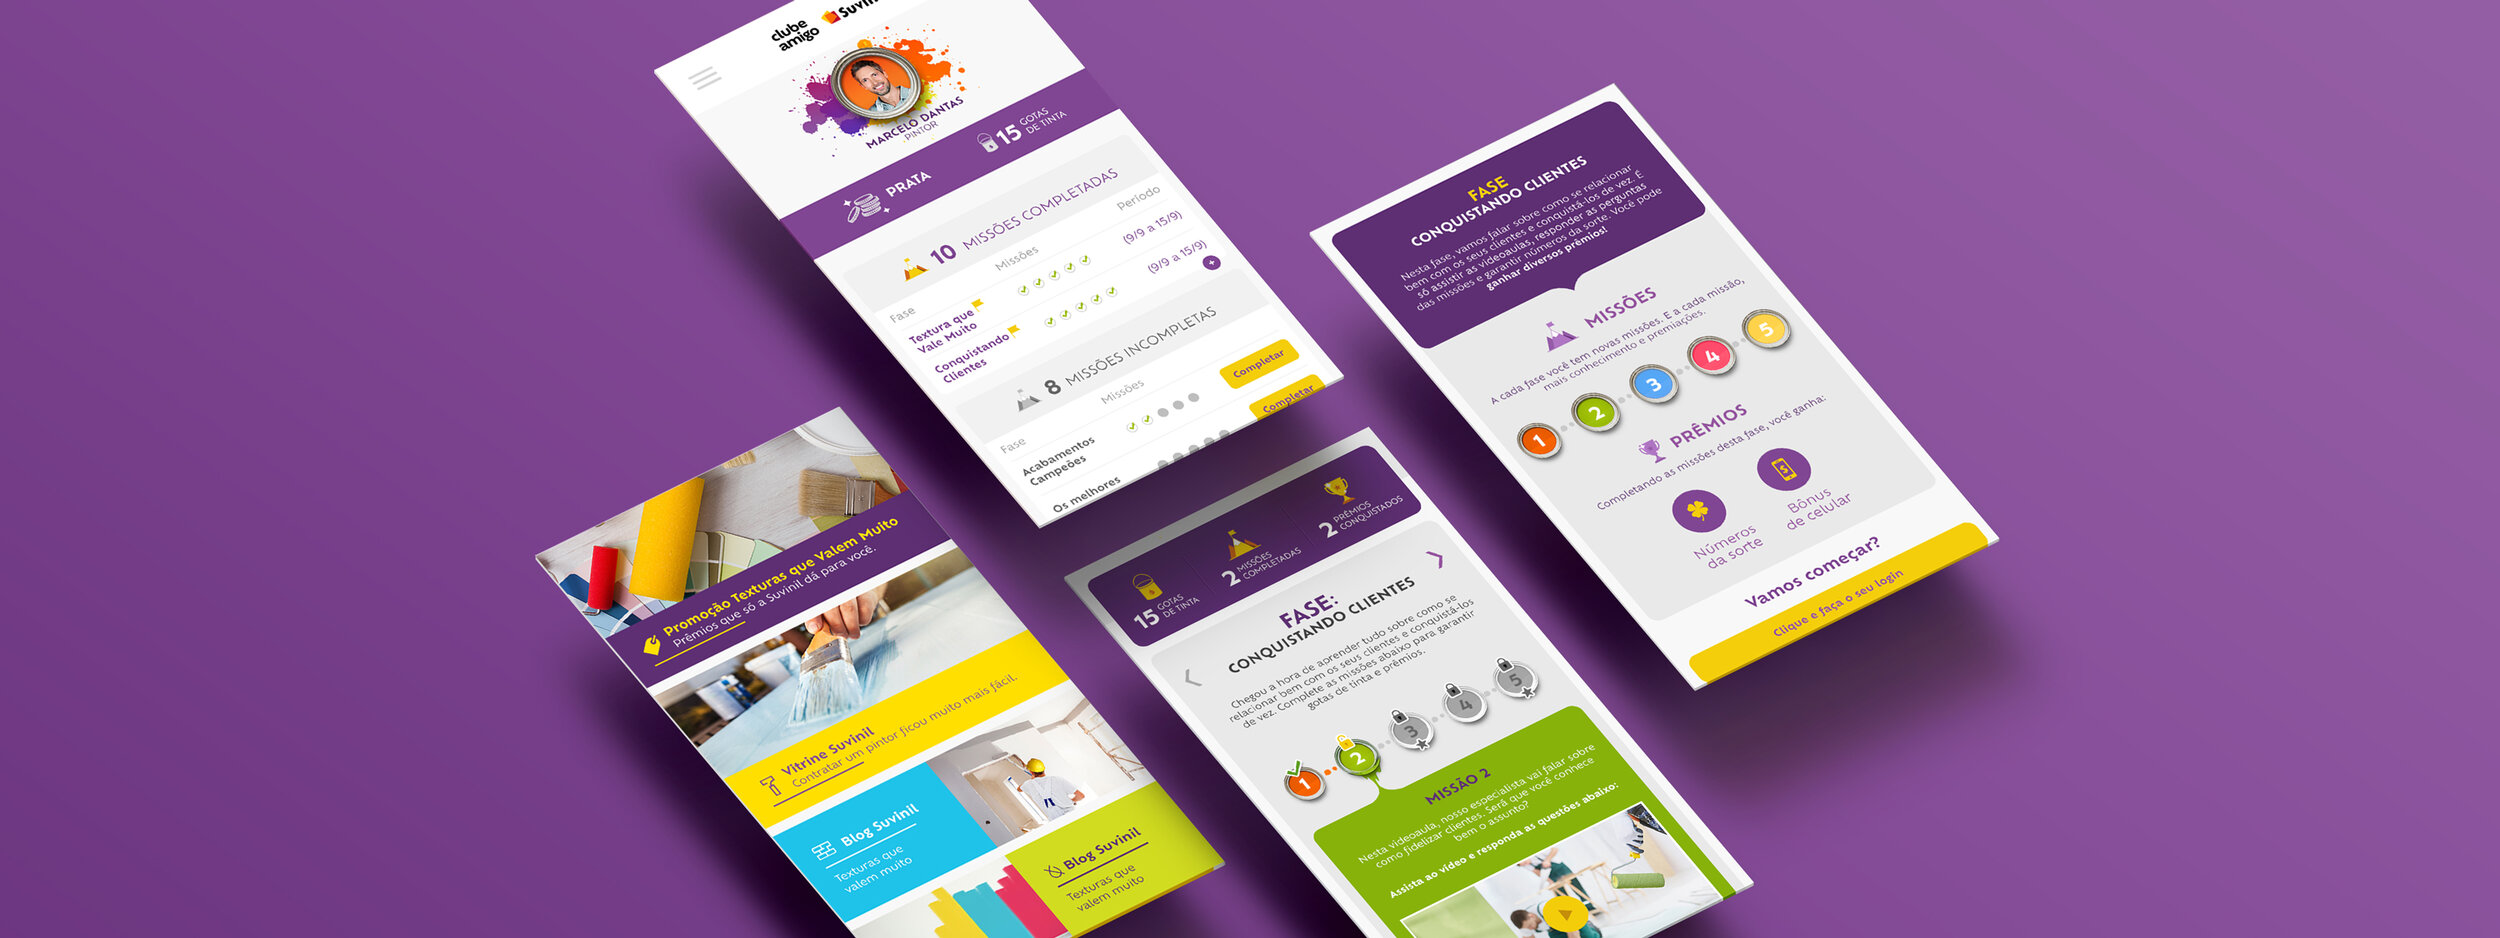 clube
amigo
MARCELO DANTAS
PINTOR
PRATA
15 GOTAS
DE TINTA
10 MISSÕES COMPLETADAS
Fase Missões Período
Textura que
Vale Muito
(9/9 a 15/9)
Conquistando
Clientes
(9/9 a 15/9)
+
8 MISSÕES INCOMPLETAS
Fase Missões
Completar
Acabamentos
Campeões
Completar
Os melhores
FASE
CONQUISTANDO CLIENTES
Nesta fase, vamos falar sobre como se relacionar
bem com os seus clientes e conquistá-los de vez. É
só assistir as videoaulas, responder as perguntas
das missões e garantir números da sorte. Você pode
ganhar diversos prêmios!
MISSÕES
A cada fase você tem novas missões. E a cada missão,
mais conhecimento e premiações.
1 2 3 4 5
PRÊMIOS
Completando as missões desta fase, você ganha:
Números
da sorte
Bônus
de celular
Vamos começar?
Clique e faça o seu login
Promoção Texturas que Valem Muito
Prêmios que só a Suvinil dá para você.
Vitrine Suvinil
Contratar um pintor ficou muito mais fácil.
Blog Suvinil
Texturas que
valem muito
Blog Suvinil
Texturas que
valem muito
15 GOTAS
DE TINTA
2 MISSÕES
COMPLETADAS
2 PRÊMIOS
CONQUISTADOS
FASE:
CONQUISTANDO CLIENTES
Chegou a hora de aprender tudo sobre como se
relacionar bem com os seus clientes e conquistá-los
de vez. Complete as missões abaixo para garantir
gotas de tinta e prêmios.
1 2 3 4 5
MISSÃO 2
Nesta videoaula, nosso especialista vai falar sobre
como fidelizar clientes. Será que você conhece
bem o assunto?
Assista ao vídeo e responda as questões abaixo: